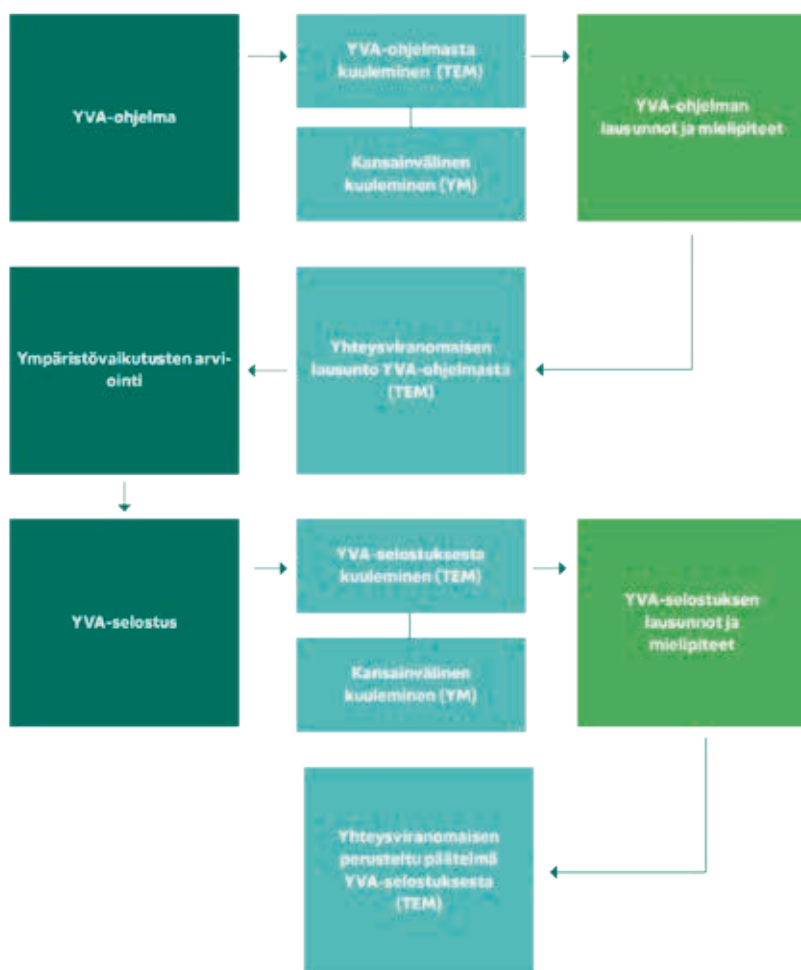 YVA-ohjelma
YVA-ohjelmasta
kuuleminen (TEM)
Kansainvälinen
kuuleminen (YM)
YVA-ohjelman
lausunnot ja mielipiteet
Ympäristövaikutusten arvi-
ointi
Yhteysviranomaisen
lausunto YVA-ohjelmasta
(TEM)
YVA-selostus
YVA-selostuksesta
kuuleminen (TEM)
Kansainvälinen
kuuleminen (YM)
YVA-selostuksen
lausunnot ja
mielipiteet
Yhteysviranomaisen
perusteltu päätelmä
YVA-selostuksesta
(TEM)